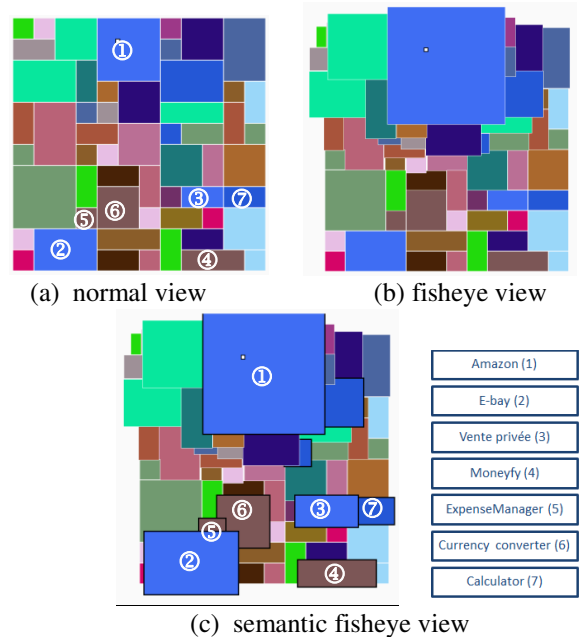 ①
③
⑦
⑥
⑤
②
④
(a) normal view
(b) fisheye view
①
⑥
③
⑦
⑤
②
④
Amazon (1)
E-bay (2)
Vente privée (3)
Moneyfy (4)
ExpenseManager (5)
Currency converter (6)
Calculator (7)
(c) semantic fisheye view